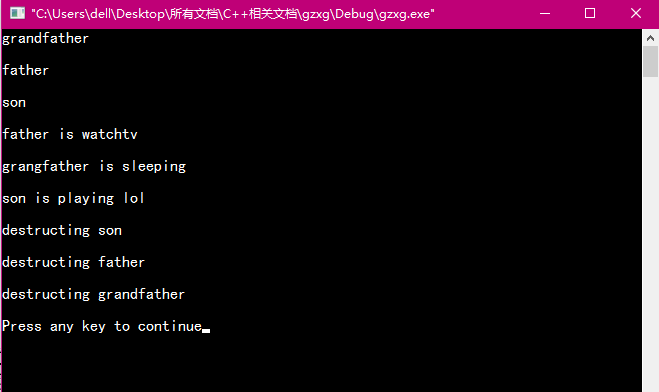 "C:\Users\dell\Desktop\所有文档\C++相关文档\gzxg\Debug\gzxg.exe"
grandfather
father
son
father is watchtv
grangfather is sleeping
son is playing lol
destructing son
destructing father
destructing grandfather
Press any key to continue